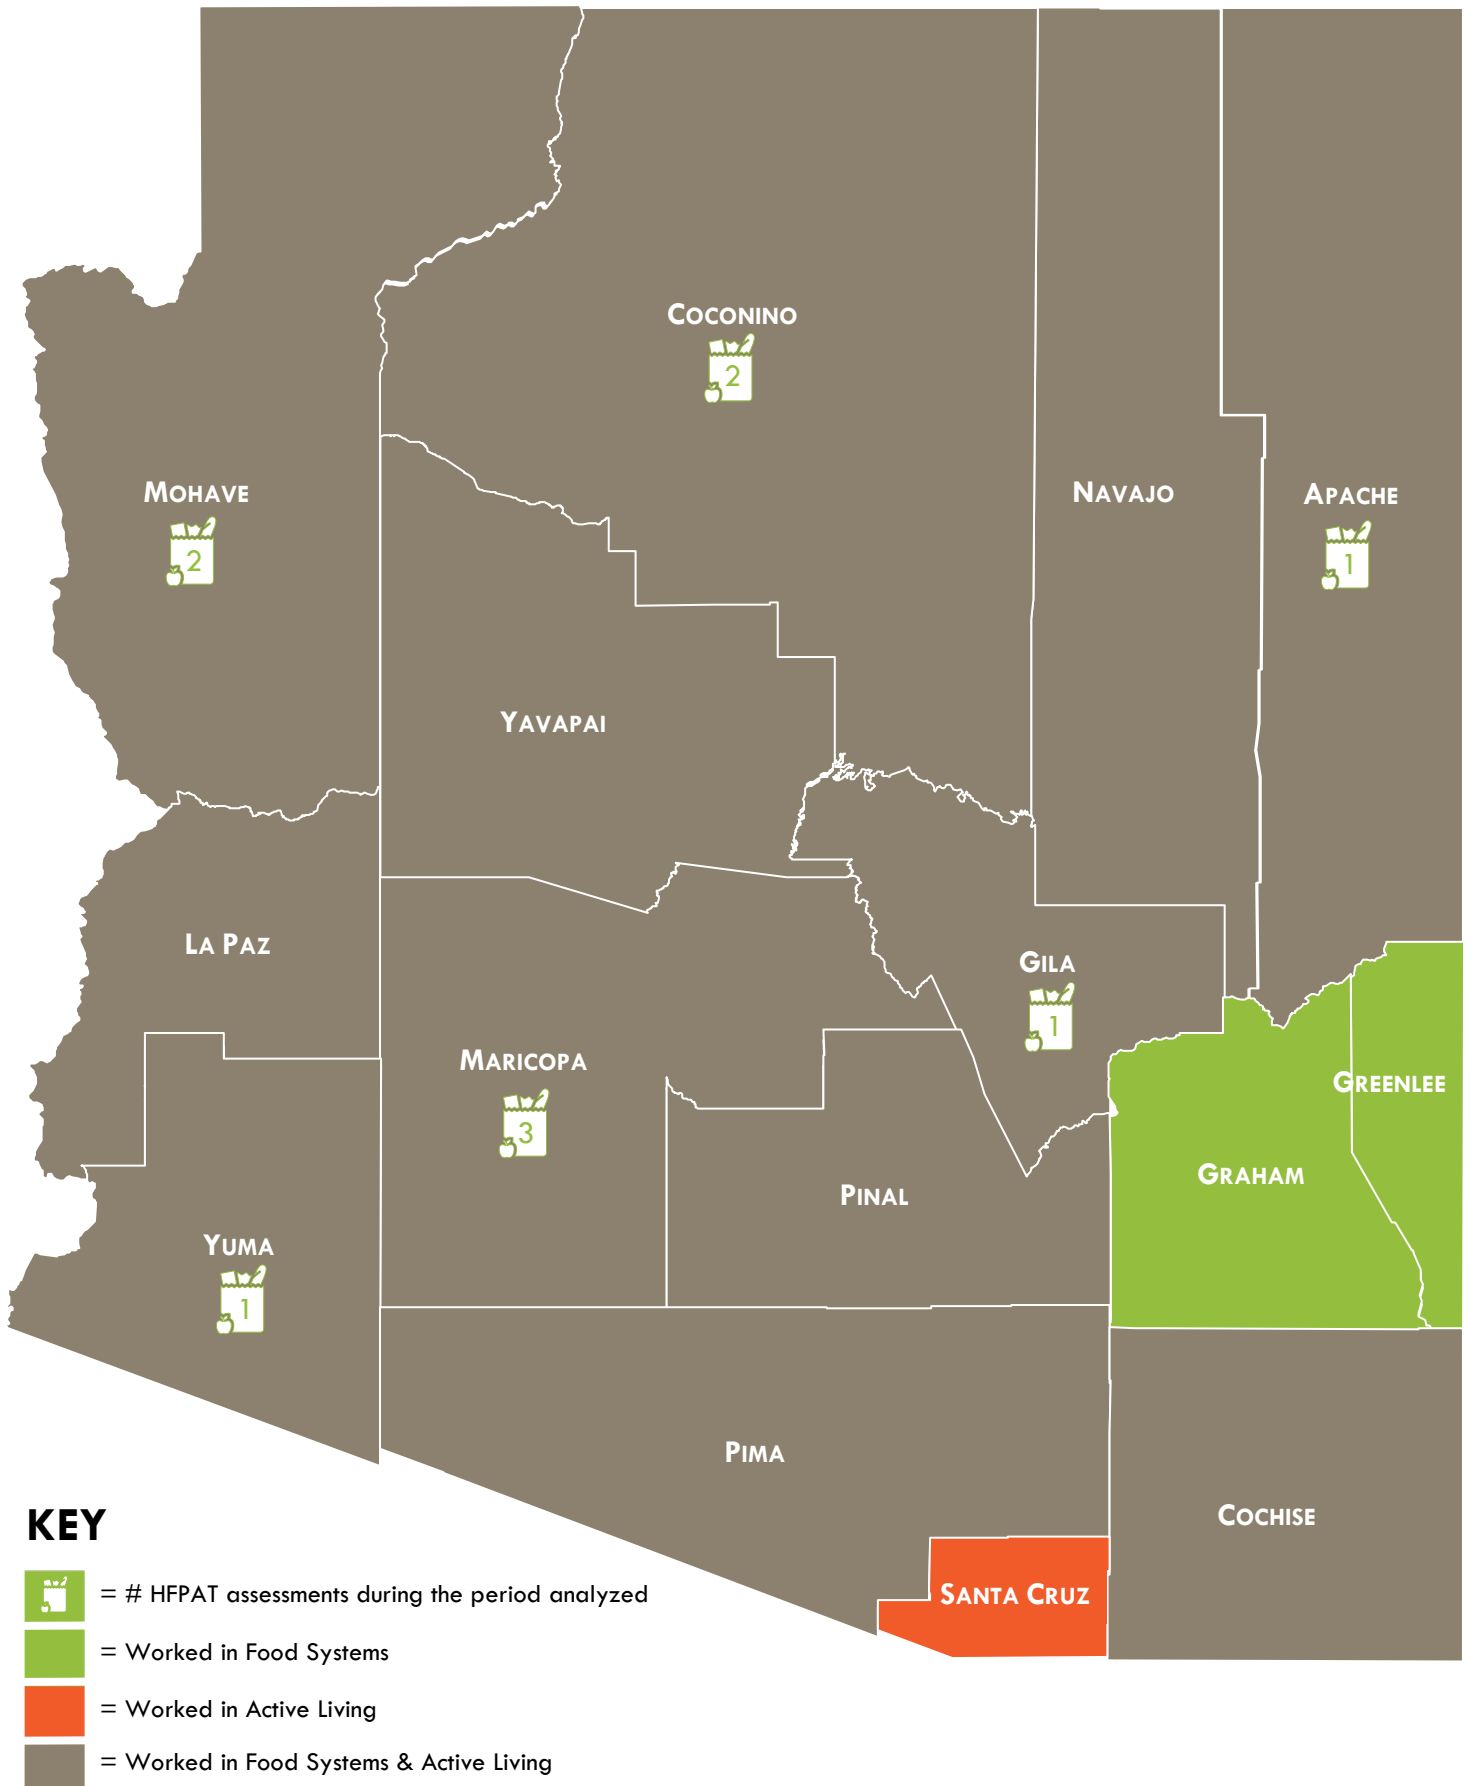 COCONINO
2
MOHAVE
2
NAVAJO
APACHE
1
YAVAPAI
LA PAZ
GILA
1
MARICOPA
3
GREENLEE
GRAHAM
PINAL
YUMA
1
PIMA
COCHISE
SANTA CRUZ
KEY
= # HFPAT assessments during the period analyzed
= Worked in Food Systems
= Worked in Active Living
= Worked in Food Systems & Active Living